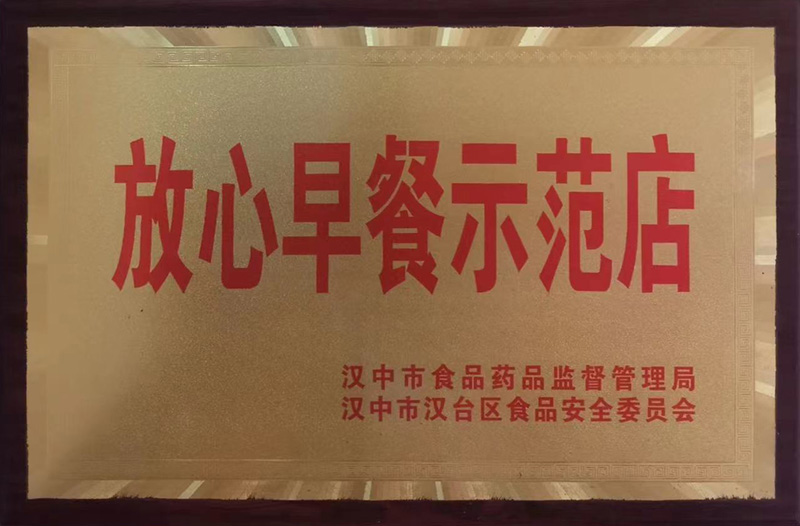 放心早餐示范店
汉中市食品药品监督管理局
汉中市汉台区食品安全委员会